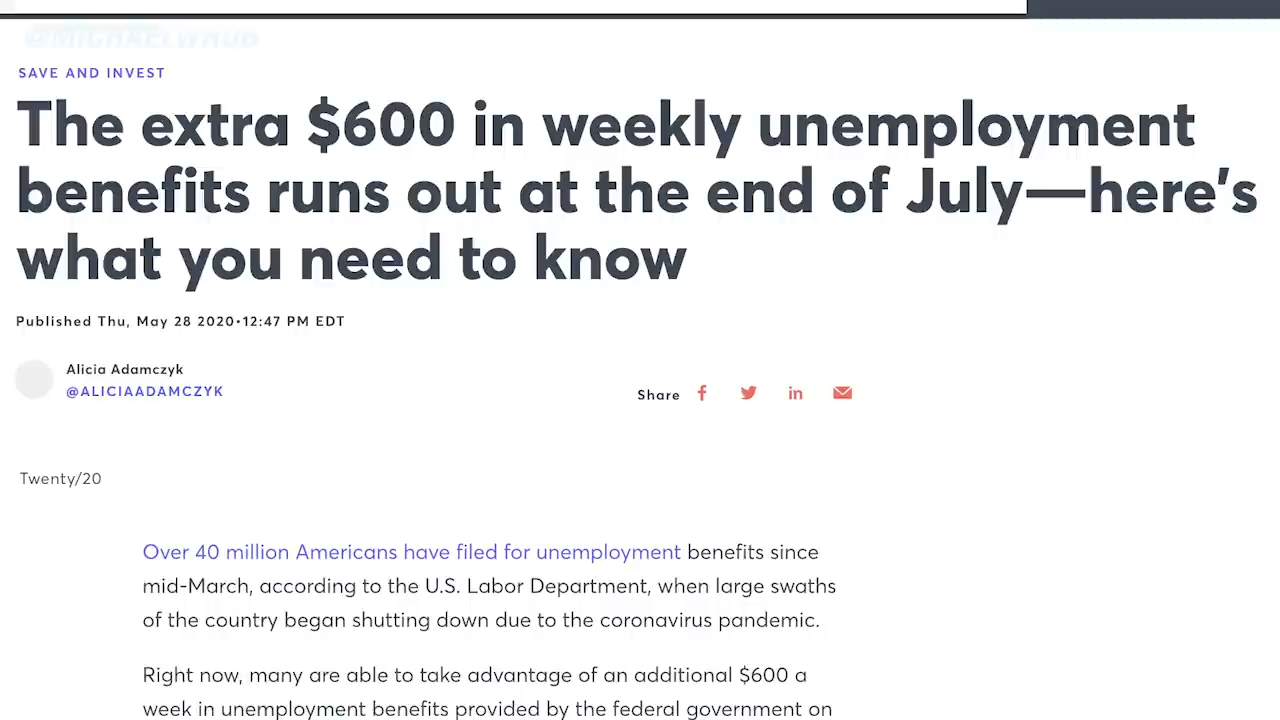 SAVE AND INVEST
The extra $600 in weekly unemployment
benefits runs out at the end of July—here's
what you need to know
Published Thu, May 28 2020•12:47 PM EDT
Alicia Adamczyk
@ALICIAADAMCZYK
Share
Twenty/20
Over 40 million Americans have filed for unemployment benefits since
mid-March, according to the U.S. Labor Department, when large swaths
of the country began shutting down due to the coronavirus pandemic.
Right now, many are able to take advantage of an additional $600 a
week in unemployment benefits provided by the federal government on